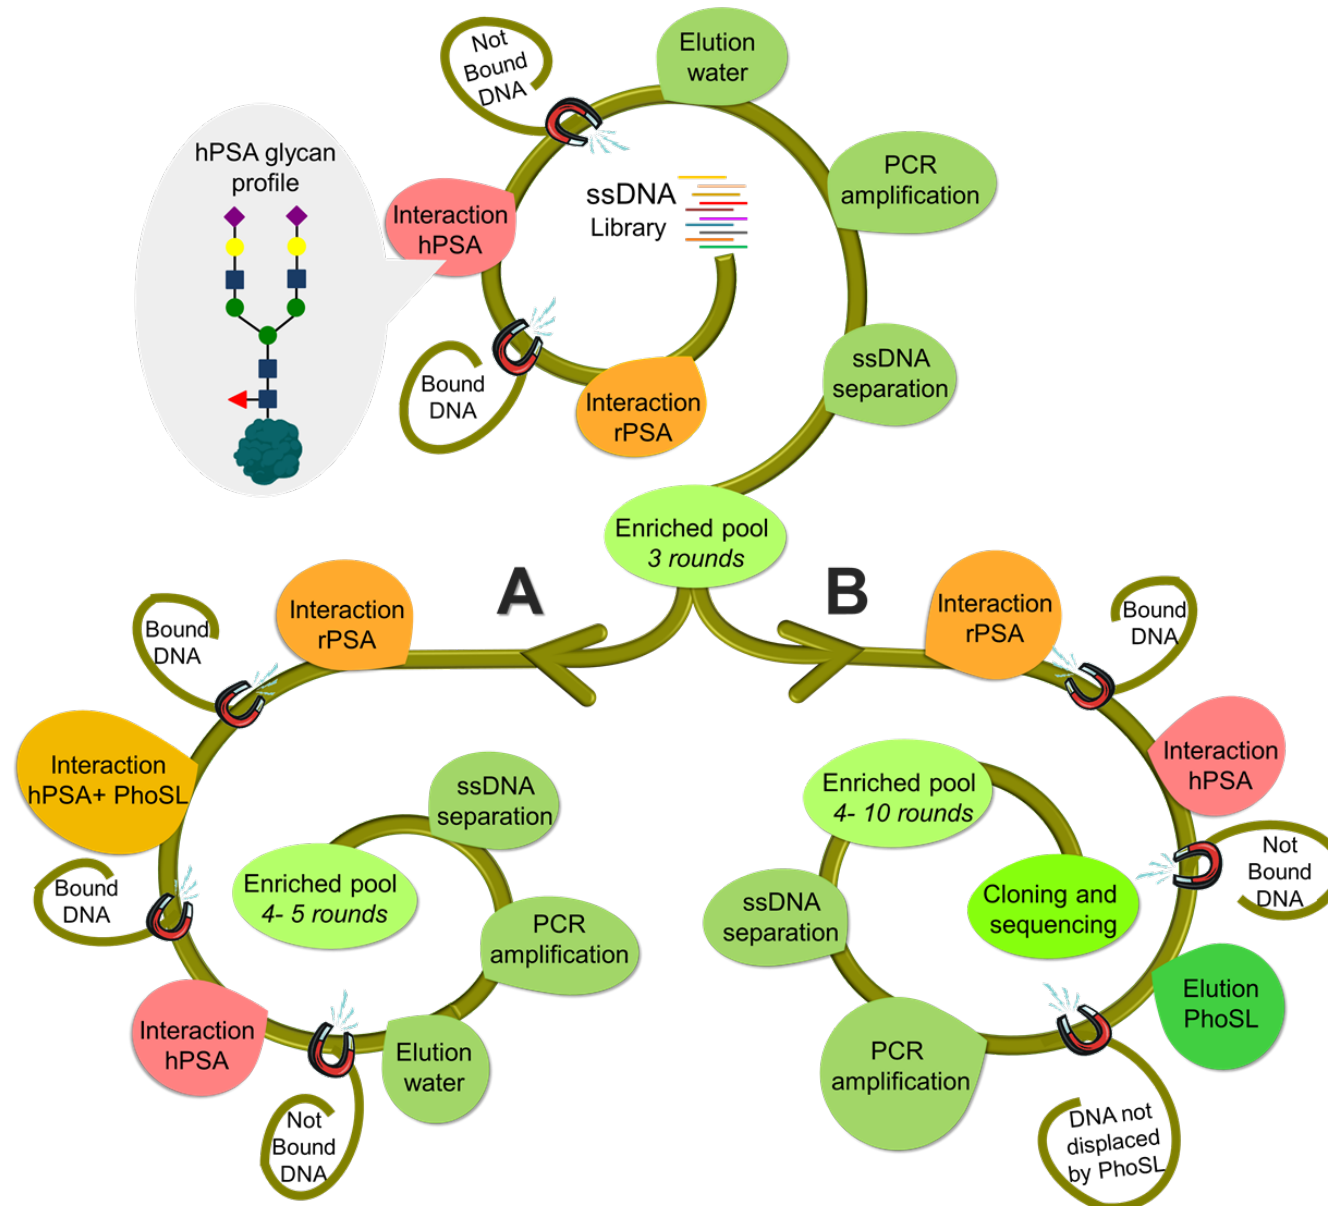 Not
Bound
DNA
Elution
water
hPSA glycan
profile
PCR
amplification
Interaction
hPSA
ssDNA
Library
ssDNA
separation
Bound
DNA
Interaction
rPSA
Enriched pool
3 rounds
A
B
Interaction
rPSA
Bound
DNA
Interaction
hPSA+ PhoSL
Bound
DNA
Interaction
hPSA
Not
Bound
DNA
Elution
water
PCR
amplification
ssDNA
separation
Enriched pool
4- 5 rounds
Interaction
rPSA
Bound
DNA
Interaction
hPSA
Not
Bound
DNA
Elution
PhoSL
DNA not
displaced
by PhoSL
PCR
amplification
ssDNA
separation
Enriched pool
4- 10 rounds
Cloning and
sequencing